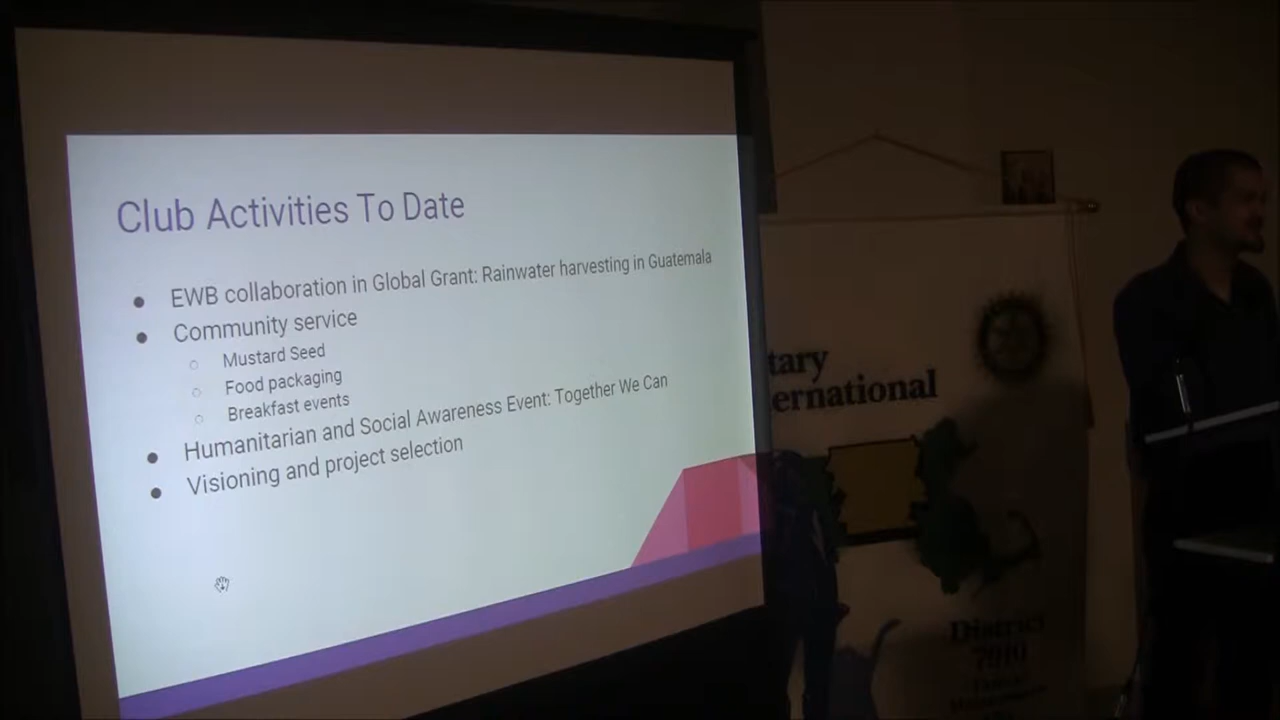 Club Activities To Date
EWB collaboration in Global Grant: Rainwater harvesting in Guatemala
Community service
Mustard Seed
Food packaging
Breakfast events
Humanitarian and Social Awareness Event: Together We Can
Visioning and project selection
tary
ernational
District
7910